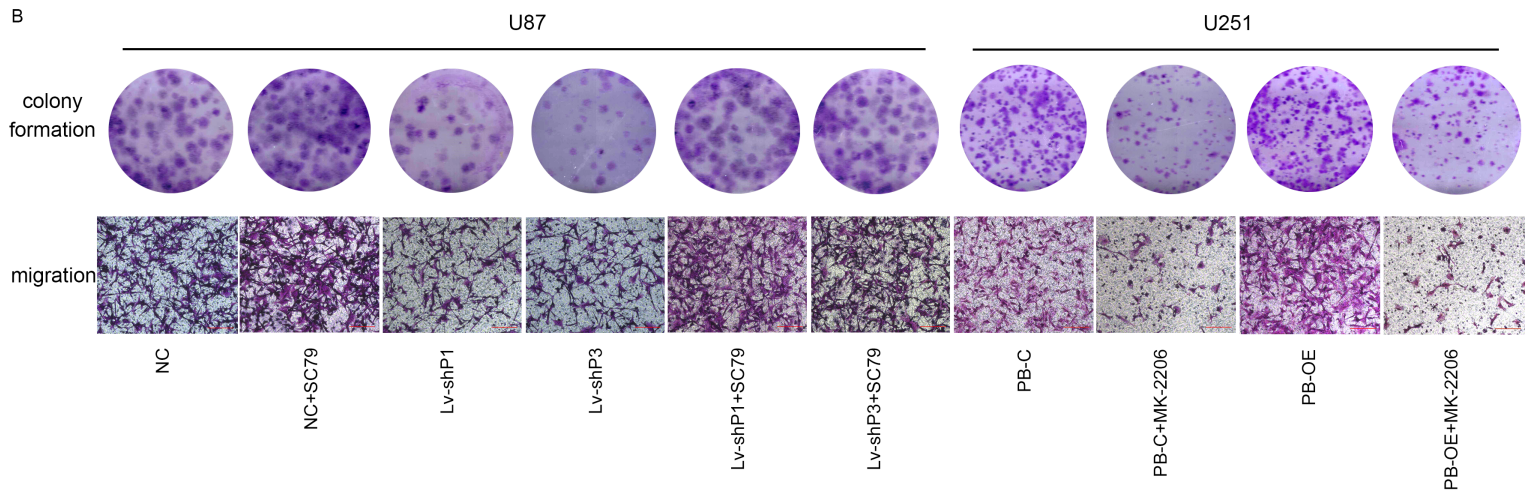 B
U87
U251
colony
formation
migration
NC
NC+SC79
Lv-shP1
Lv-shP3
Lv-shP1+SC79
Lv-shP3+SC79
PB-C
PB-C+MK-2206
PB-OE
PB-OE+MK-2206